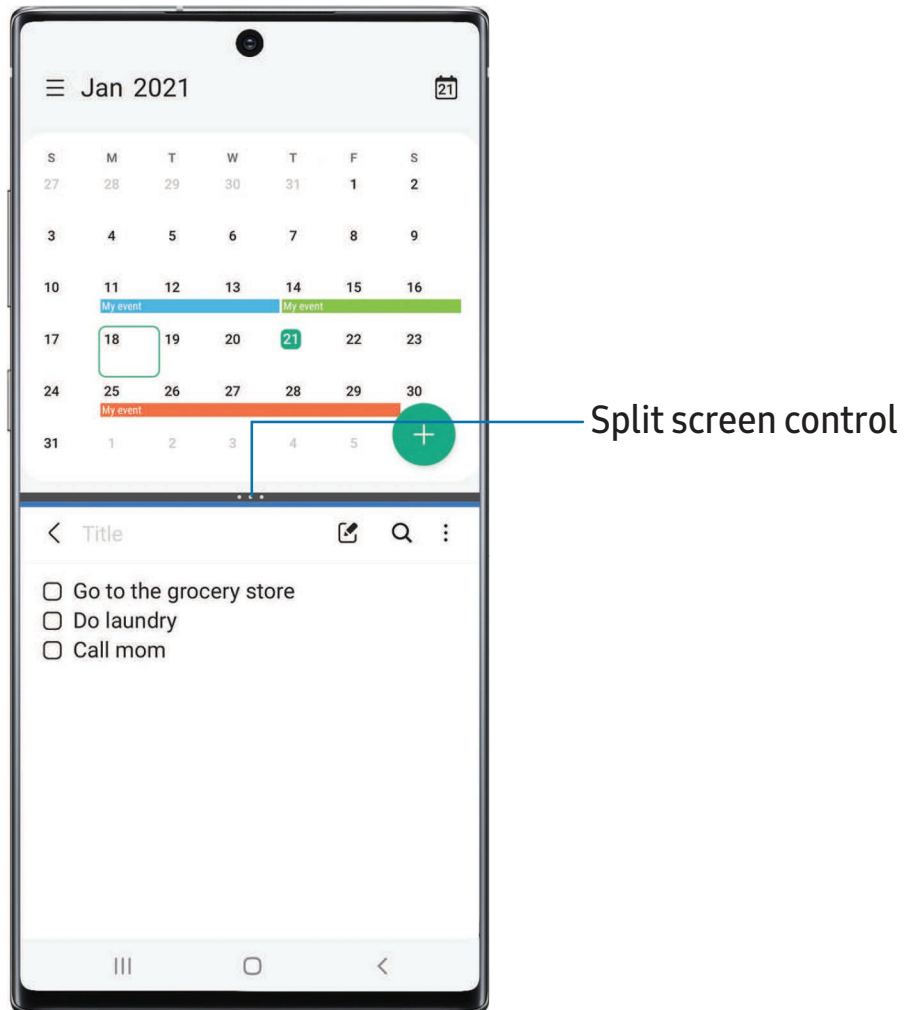 Jan 2021
21
S M T W T F S
27 28 29 30 31 1 2
3 4 5 6 7 8 9
10 11 12 13 14 15 16
My event My event
17 18 19 20 21 22 23
24 25 26 27 28 29 30
My event
31 1 2 3 4 5
Split screen control
Title
Go to the grocery store
Do laundry
Call mom